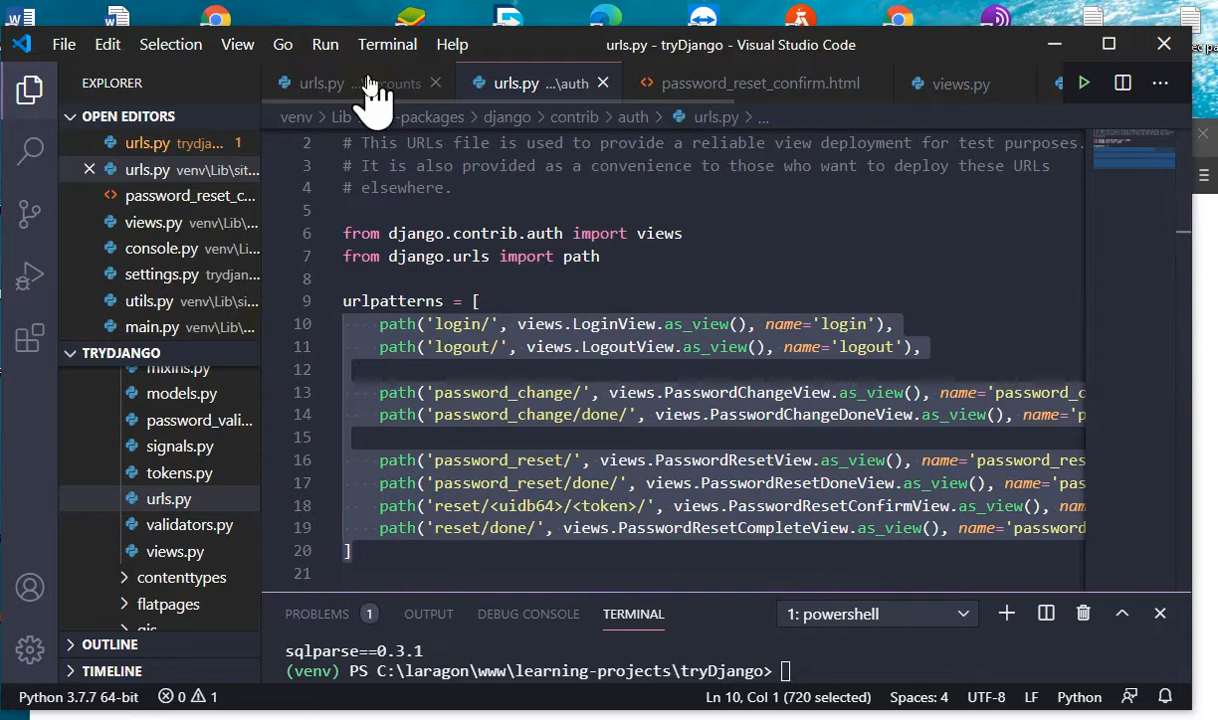 File Edit Selection View Go Run Terminal Help urls.py - tryDjango - Visual Studio Code
EXPLORER
urls.py ...\accounts
urls.py ...\auth
password_reset_confirm.html
views.py
OPEN EDITORS
venv Lib packages django contrib auth urls.py ...
urls.py trydja... 1
urls.py venv\Lib\sit...
password_reset_c...
views.py venv\Lib\...
console.py venv\Li...
settings.py trydjan...
utils.py venv\Lib\si...
main.py venv\Lib\...
TRYDJANGO
mixins.py
models.py
password_vali...
signals.py
tokens.py
urls.py
validators.py
views.py
contenttypes
flatpages
gis
OUTLINE
TIMELINE
2 # This URLs file is used to provide a reliable view deployment for test purposes.
3 # It is also provided as a convenience to those who want to deploy these URLs
4 # elsewhere.
5
6 from django.contrib.auth import views
7 from django.urls import path
8
9 urlpatterns = [
10 path('login/', views.LoginView.as_view(), name='login'),
11 path('logout/', views.LogoutView.as_view(), name='logout'),
12
13 path('password_change/', views.PasswordChangeView.as_view(), name='password_c
14 path('password_change/done/', views.PasswordChangeDoneView.as_view(), name='p
15
16 path('password_reset/', views.PasswordResetView.as_view(), name='password_res
17 path('password_reset/done/', views.PasswordResetDoneView.as_view(), name='pas
18 path('reset/<uidb64>/<token>/', views.PasswordResetConfirmView.as_view(), nam
19 path('reset/done/', views.PasswordResetCompleteView.as_view(), name='password
20 ]
21
PROBLEMS 1 OUTPUT DEBUG CONSOLE TERMINAL 1: powershell
sqlparse==0.3.1
(venv) PS C:\laragon\www\learning-projects\tryDjango>
Python 3.7.7 64-bit 0 1 Ln 10, Col 1 (720 selected) Spaces: 4 UTF-8 LF Python